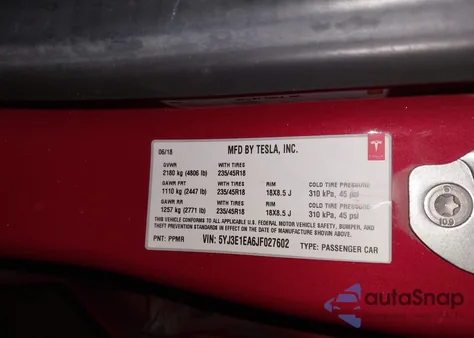 06/18 MFD BY TESLA, INC.
GVWR WITH TIRES
2180 kg (4806 lb) 235/45R18
GAWR FRT WITH TIRES RIM COLD TIRE PRESSURE
1110 kg (2447 lb) 235/45R18 18X8.5 J 310 kPa, 45 psi
GAWR RR WITH TIRES RIM COLD TIRE PRESSURE
1257 kg (2771 lb) 235/45R18 18X8.5 J 310 kPa, 45 psi
THIS VEHICLE CONFORMS TO ALL APPLICABLE U.S. FEDERAL MOTOR VEHICLE SAFETY, BUMPER, AND
THEFT PREVENTION STANDARDS IN EFFECT ON THE DATE OF MANUFACTURE SHOWN ABOVE.
PNT: PPMR VIN: 5YJ3E1EA6JF027602 TYPE: PASSENGER CAR
TESLA
10.9
autoSnap